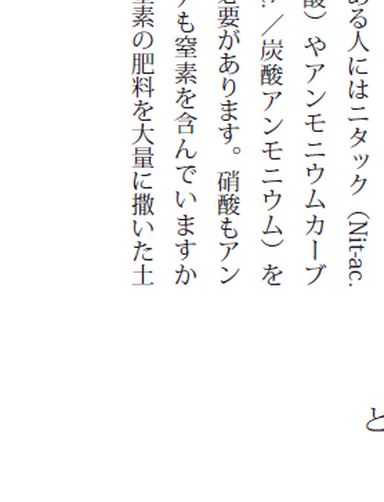 ある人にはニタック（Nit-ac.
酸）やアンモニウムカーブ
／炭酸アンモニウム）を
必要があります。硝酸もアン
も窒素を含んでいますか
窒素の肥料を大量に撒いた土
と